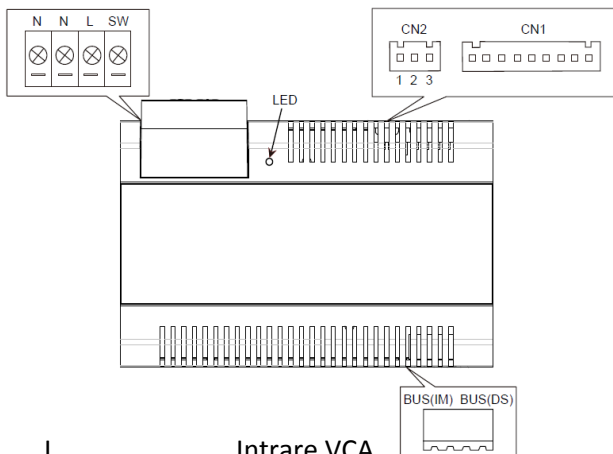 N N L SW
CN2 CN1
1 2 3
LED
BUS(IM) BUS(DS)
L Intrare VCA